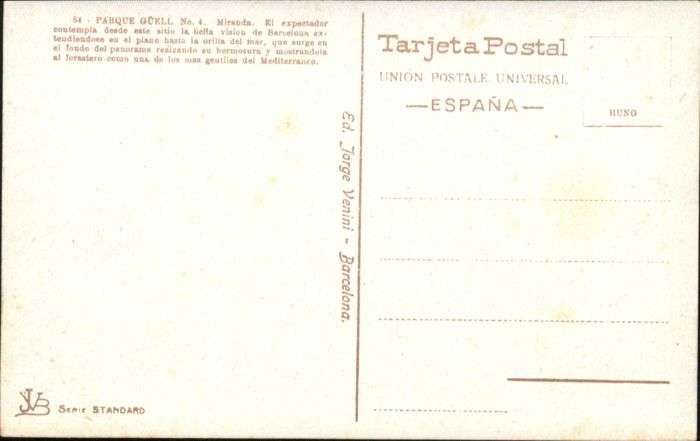 84 - PARQUE GÜELL No. 4. Miranda. El expectador
contempla desde este sitio la bella vision de Barcelona ex-
tendiendose en el plano hasta la orilla del mar, que surge en
el fondo del panorama realzando su hermosura y mostrandola
al forastero como una de los mas gentiles del Mediterraneo.
Ed. Jorge Venini - Barcelona.
Tarjeta Postal
UNIÓN POSTALE UNIVERSAL
—ESPAÑA—
HUNO
JVB
SERIE STANDARD